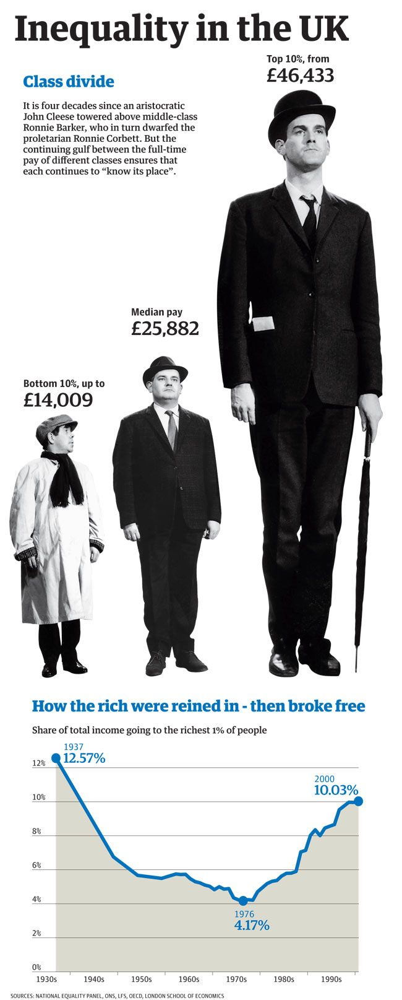 Inequality in the UK
Class divide
It is four decades since an aristocratic
John Cleese towered above middle-class
Ronnie Barker, who in turn dwarfed the
proletarian Ronnie Corbett. But the
continuing gulf between the full-time
pay of different classes ensures that
each continues to “know its place”.
Top 10%, from
£46,433
Median pay
£25,882
Bottom 10%, up to
£14,009
How the rich were reined in - then broke free
Share of total income going to the richest 1% of people
1937
12.57%
12%
2000
10.03%
10%
8%
6%
4%
1976
4.17%
2%
0%
1930s 1940s 1950s 1960s 1970s 1980s 1990s
SOURCES: NATIONAL EQUALITY PANEL, ONS, LFS, OECD, LONDON SCHOOL OF ECONOMICS